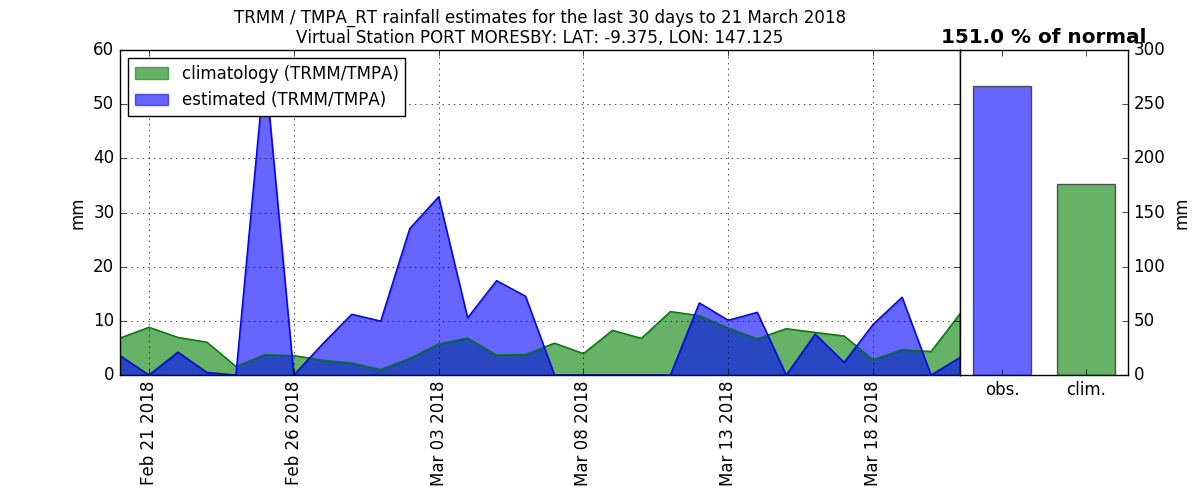 TRMM / TMPA_RT rainfall estimates for the last 30 days to 21 March 2018
Virtual Station PORT MORESBY: LAT: -9.375, LON: 147.125
151.0 % of normal
climatology (TRMM/TMPA)
estimated (TRMM/TMPA)
60
50
40
30
20
10
0
mm
Feb 21 2018
Feb 26 2018
Mar 03 2018
Mar 08 2018
Mar 13 2018
Mar 18 2018
obs.
clim.
300
250
200
150
100
50
0
mm